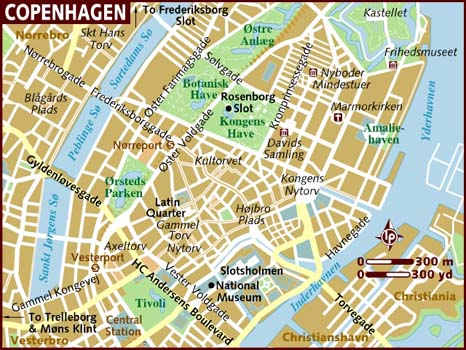 COPENHAGEN
To Frederiksborg
Slot
Kastellet
Nørrebro
Skt Hans
Torv
Østre
Anlæg
Sortedams Sø
Øster Farimagsgade
Sølvgade
Frihedsmuseet
Nørrebrogade
Kronprinsessegade
Nyboder
Mindestuer
Botanisk
Have
Rosenborg
Slot
Blågårds
Plads
Frederiksborggade
Marmorkirken
Yderhavnen
Peblinge Sø
Kongens
Have
Øster Voldgade
Amalie-
haven
Nørreport
Davids
Samling
Kultorvet
Gyldenløvesgade
Ørsteds
Parken
Kongens
Nytorv
Latin
Quarter
Højbro
Plads
Gammel
Torv
Nytorv
Sankt Jørgens Sø
Axeltorv
Havnegade
LP
Vesterport
HC Andersens Boulevard
Vester Voldgade
Slotsholmen
300 m
300 yd
Gammel Kongevej
National
Museum
Inderhavnen
Christiania
Tivoli
Torvegade
To Trelleborg
& Møns Klint
Central
Station
Vesterbro
Christianshavn